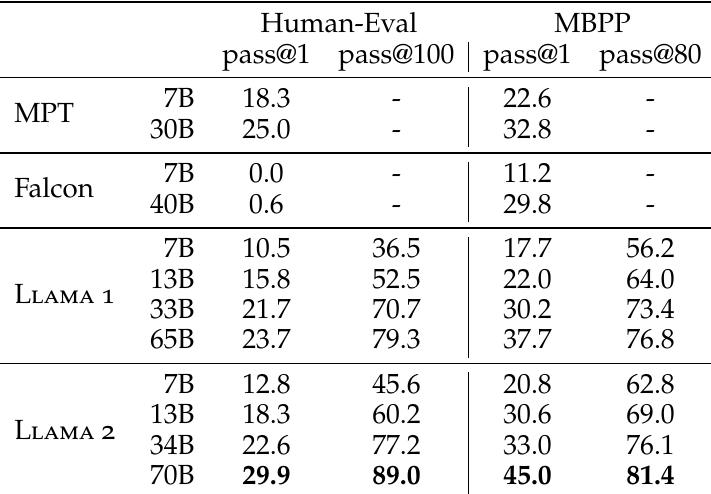 Human-Eval MBPP
pass@1 pass@100 pass@1 pass@80
MPT 7B 18.3 - 22.6 -
30B 25.0 - 32.8 -
Falcon 7B 0.0 - 11.2 -
40B 0.6 - 29.8 -
Llama 1 7B 10.5 36.5 17.7 56.2
13B 15.8 52.5 22.0 64.0
33B 21.7 70.7 30.2 73.4
65B 23.7 79.3 37.7 76.8
Llama 2 7B 12.8 45.6 20.8 62.8
13B 18.3 60.2 30.6 69.0
34B 22.6 77.2 33.0 76.1
70B 29.9 89.0 45.0 81.4